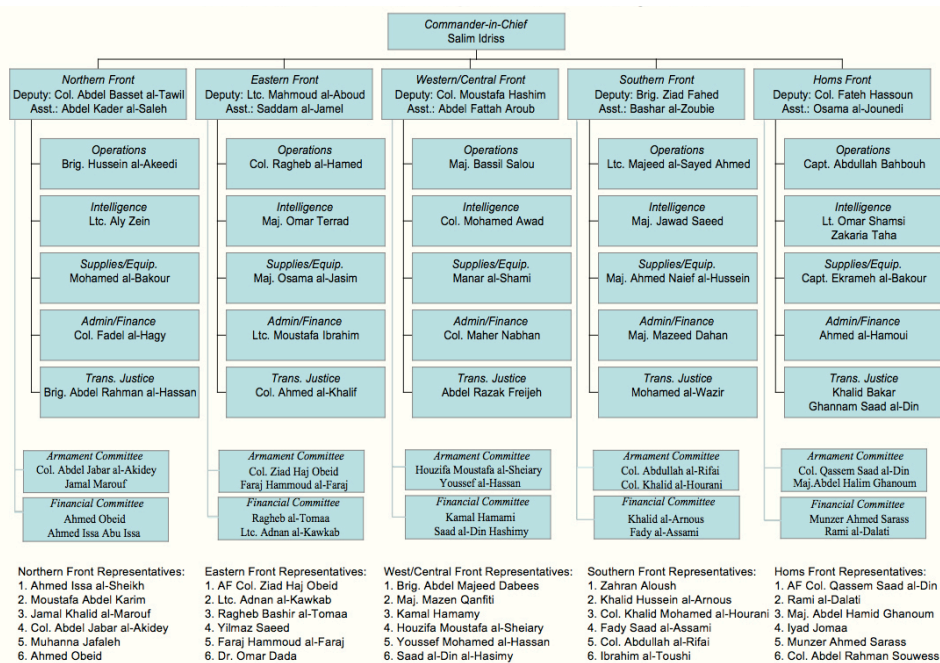 Commander-in-Chief
Salim Idriss
Northern Front
Deputy: Col. Abdel Basset al-Tawil
Asst.: Abdel Kader al-Saleh
Operations
Brig. Hussein al-Akeedi
Intelligence
Ltc. Aly Zein
Supplies/Equip.
Mohamed al-Bakour
Admin/Finance
Col. Fadel al-Hagy
Trans. Justice
Brig. Abdel Rahman al-Hassan
Armament Committee
Col. Abdel Jabar al-Akidey
Jamal Marouf
Financial Committee
Ahmed Obeid
Ahmed Issa Abu Issa
Northern Front Representatives:
1. Ahmed Issa al-Sheikh
2. Moustafa Abdel Karim
3. Jamal Khalid al-Marouf
4. Col. Abdel Jabar al-Akidey
5. Muhanna Jafaleh
6. Ahmed Obeid
Eastern Front
Deputy: Ltc. Mahmoud al-Aboud
Asst.: Saddam al-Jamel
Operations
Col. Ragheb al-Hamed
Intelligence
Maj. Omar Terrad
Supplies/Equip.
Maj. Osama al-Jasim
Admin/Finance
Ltc. Moustafa Ibrahim
Trans. Justice
Col. Ahmed al-Khalif
Armament Committee
Col. Ziad Haj Obeid
Faraj Hammoud al-Faraj
Financial Committee
Ragheb al-Tomaa
Ltc. Adnan al-Kawkab
Eastern Front Representatives:
1. AF Col. Ziad Haj Obeid
2. Ltc. Adnan al-Kawkab
3. Ragheb Bashir al-Tomaa
4. Yilmaz Saeed
5. Faraj Hammoud al-Faraj
6. Dr. Omar Dada
Western/Central Front
Deputy: Col. Moustafa Hashim
Asst.: Abdel Fattah Aroub
Operations
Maj. Bassil Salou
Intelligence
Col. Mohamed Awad
Supplies/Equip.
Manar al-Shami
Admin/Finance
Col. Maher Nabhan
Trans. Justice
Abdel Razak Freijeh
Armament Committee
Houzifa Moustafa al-Sheiary
Youssef al-Hassan
Financial Committee
Kamal Hamami
Saad al-Din Hashimy
West/Central Front Representatives:
1. Brig. Abdel Majeed Dabees
2. Maj. Mazen Qanfiti
3. Kamal Hamamy
4. Houzifa Moustafa al-Sheiary
5. Youssef Mohamed al-Hassan
6. Saad al-Din al-Hasimy
Southern Front
Deputy: Brig. Ziad Fahed
Asst.: Bashar al-Zoubie
Operations
Ltc. Majeed al-Sayed Ahmed
Intelligence
Maj. Jawad Saeed
Supplies/Equip.
Maj. Ahmed Naief al-Hussein
Admin/Finance
Maj. Mazeed Dahan
Trans. Justice
Mohamed al-Wazir
Armament Committee
Col. Abdullah al-Rifai
Col. Khalid al-Hourani
Financial Committee
Khalid al-Arnous
Fady al-Assami
Southern Front Representatives:
1. Zahran Aloush
2. Khalid Hussein al-Arnous
3. Col. Khalid Mohamed al-Hourani
4. Fady Saad al-Assami
5. Col. Abdullah al-Rifai
6. Ibrahim al-Toushi
Homs Front
Deputy: Col. Fateh Hassoun
Asst.: Osama al-Jounedi
Operations
Capt. Abdullah Bahbouh
Intelligence
Lt. Omar Shamsi
Zakaria Taha
Supplies/Equip.
Capt. Ekrameh al-Bakour
Admin/Finance
Ahmed al-Hamoui
Trans. Justice
Khalid Bakar
Ghannam Saad al-Din
Armament Committee
Col. Qassem Saad al-Din
Maj.Abdel Halim Ghanoum
Financial Committee
Munzer Ahmed Sarass
Rami al-Dalati
Homs Front Representatives:
1. AF Col. Qassem Saad al-Din
2. Rami al-Dalati
3. Maj. Abdel Hamid Ghanoum
4. Iyad Jomaa
5. Munzer Ahmed Sarass
6. Col. Abdel Rahman Souwess